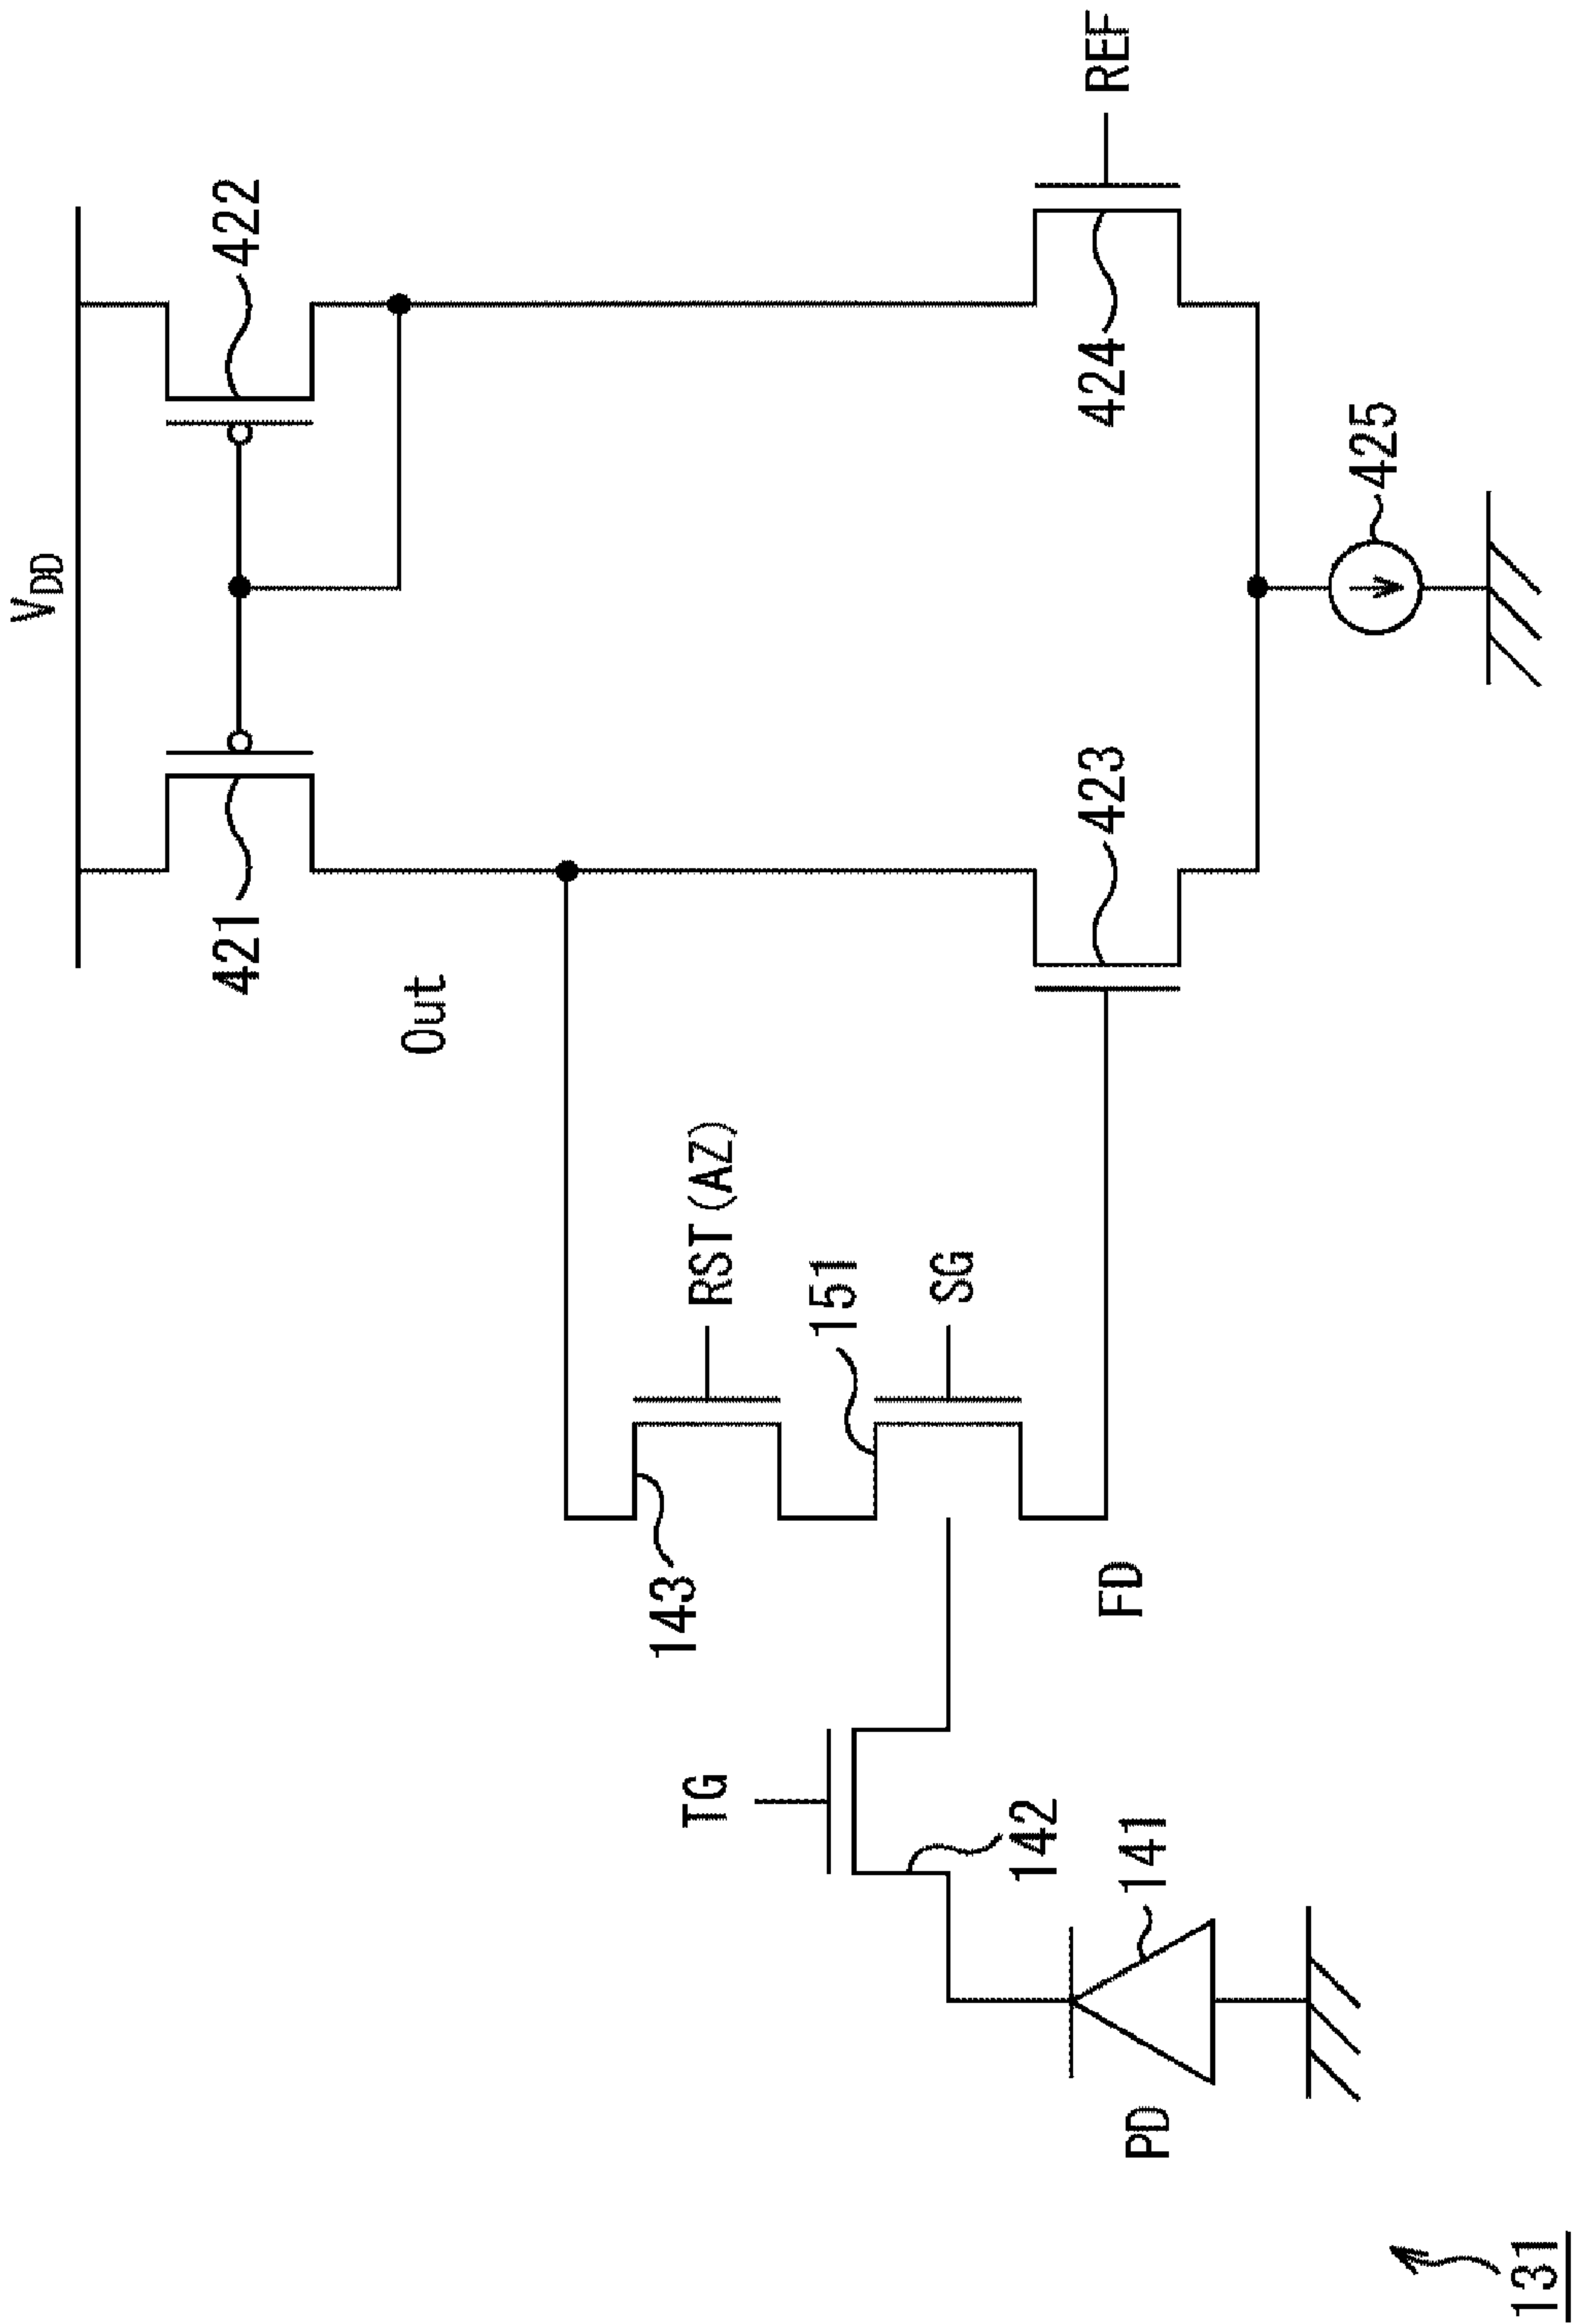 V_DD
422
421
Out
REF
RST(AZ)
151
SG
143
424
423
425
FD
TG
142
141
PD
131